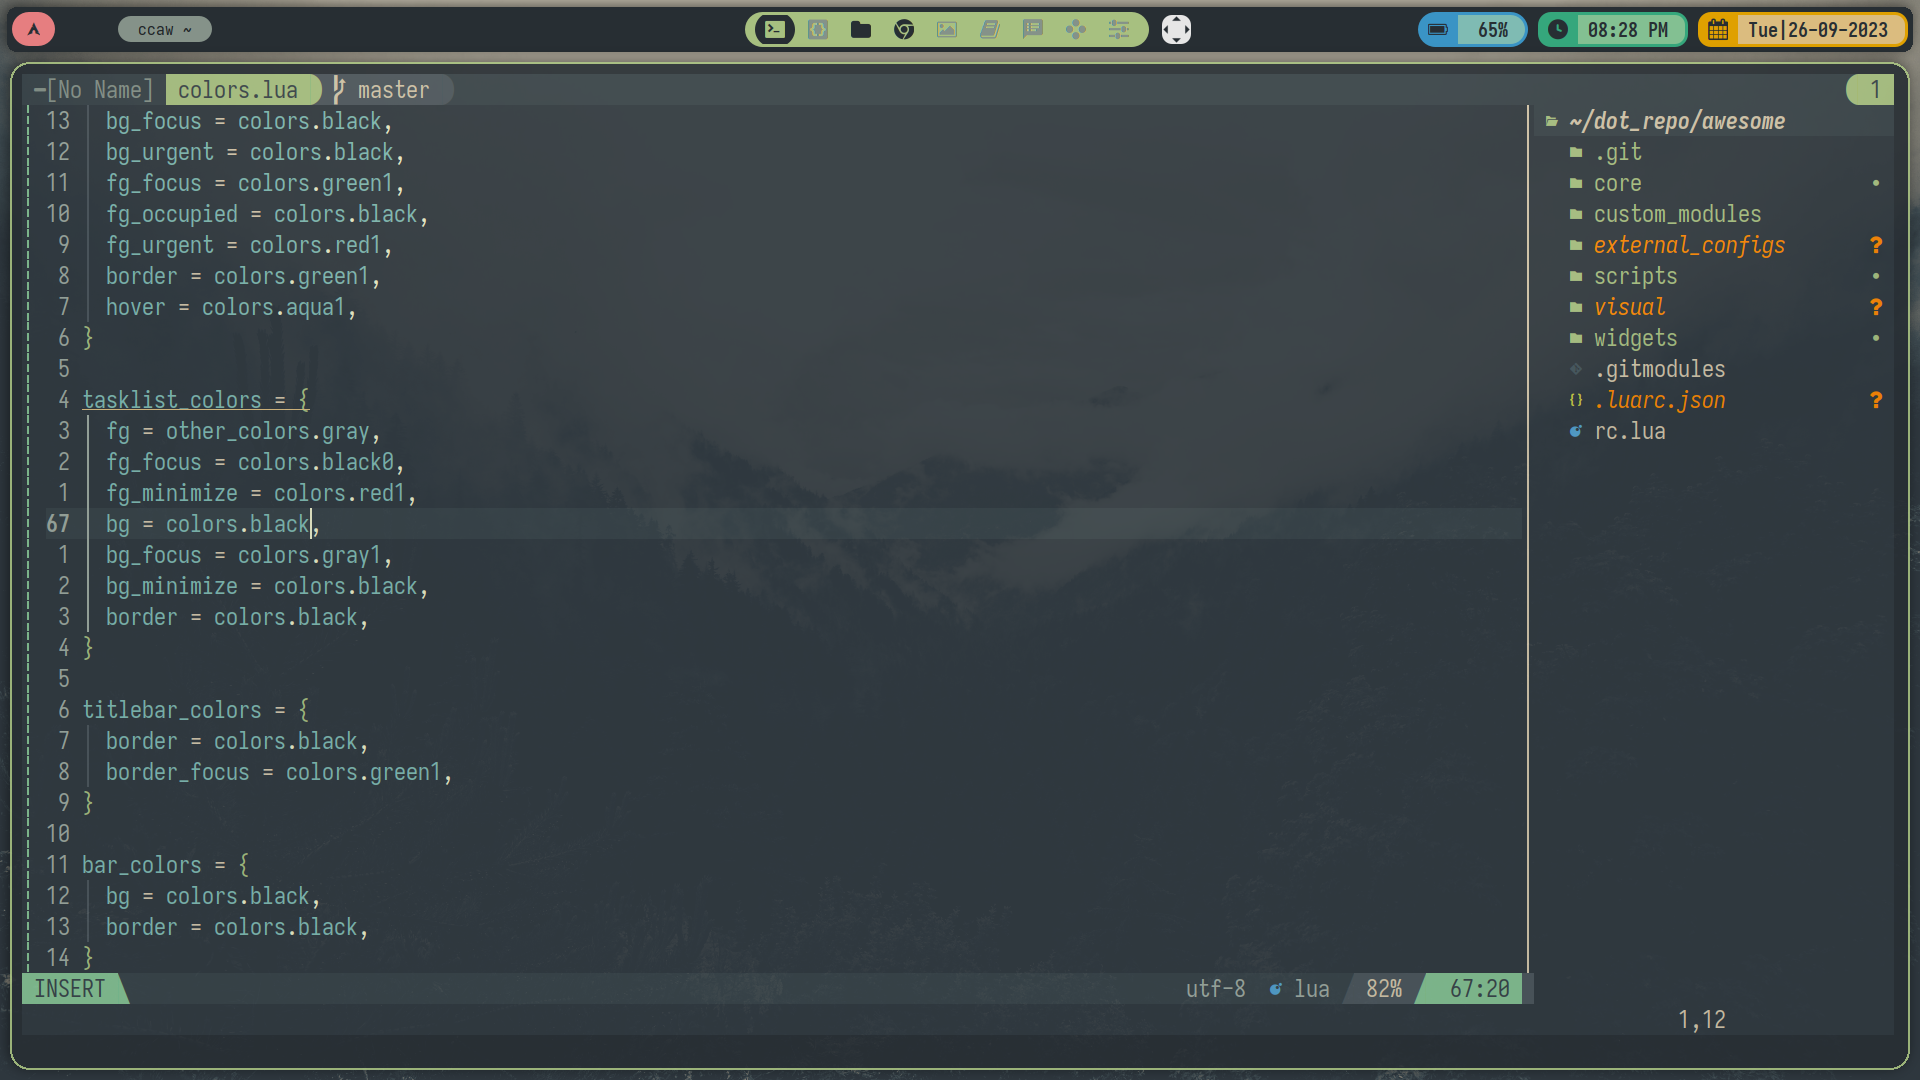 ccaw ~
65%
08:28 PM
Tue|26-09-2023
[No Name] colors.lua master
1
13 bg_focus = colors.black,
12 bg_urgent = colors.black,
11 fg_focus = colors.green1,
10 fg_occupied = colors.black,
9 fg_urgent = colors.red1,
8 border = colors.green1,
7 hover = colors.aqua1,
6 }
5
4 tasklist_colors = {
3 fg = other_colors.gray,
2 fg_focus = colors.black0,
1 fg_minimize = colors.red1,
67 bg = colors.black,
1 bg_focus = colors.gray1,
2 bg_minimize = colors.black,
3 border = colors.black,
4 }
5
6 titlebar_colors = {
7 border = colors.black,
8 border_focus = colors.green1,
9 }
10
11 bar_colors = {
12 bg = colors.black,
13 border = colors.black,
14 }
~/dot_repo/awesome
.git
core
custom_modules
external_configs ?
scripts
visual ?
widgets
.gitmodules
{} .luarc.json ?
rc.lua
INSERT
utf-8 lua 82% 67:20
1,12